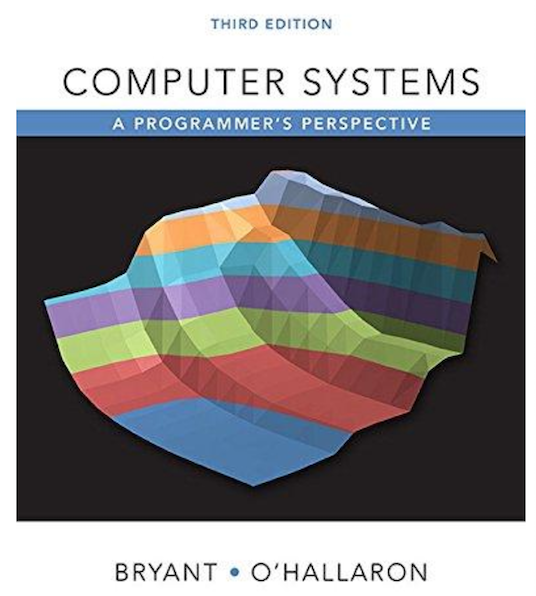 THIRD EDITION
COMPUTER SYSTEMS
A PROGRAMMER'S PERSPECTIVE
BRYANT • O'HALLARON